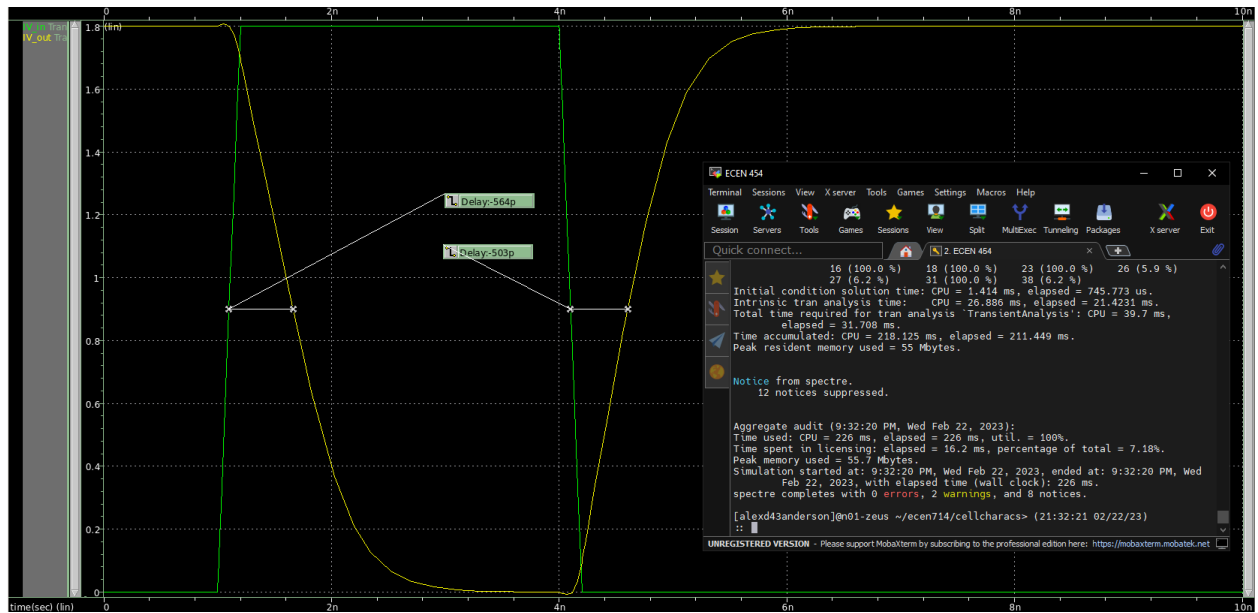 0 2n 4n 6n 8n 10n
V_in Tran
V_out Tra
1.8 (lin)
1.6
1.4
1.2
1
0.8
0.6
0.4
0.2
0
Delay:-564p
Delay:-503p
time(sec) (lin) 0 2n 4n 6n 8n 10n
ECEN 454
Terminal Sessions View X server Tools Games Settings Macros Help
Session Servers Tools Games Sessions View Split MultiExec Tunneling Packages X server Exit
Quick connect... 2. ECEN 454
16 (100.0 %) 18 (100.0 %) 23 (100.0 %) 26 (5.9 %)
27 (6.2 %) 31 (100.0 %) 38 (6.2 %)
Initial condition solution time: CPU = 1.414 ms, elapsed = 745.773 us.
Intrinsic tran analysis time: CPU = 26.886 ms, elapsed = 21.4231 ms.
Total time required for tran analysis `TransientAnalysis': CPU = 39.7 ms,
elapsed = 31.708 ms.
Time accumulated: CPU = 218.125 ms, elapsed = 211.449 ms.
Peak resident memory used = 55 Mbytes.
Notice from spectre.
12 notices suppressed.
Aggregate audit (9:32:20 PM, Wed Feb 22, 2023):
Time used: CPU = 226 ms, elapsed = 226 ms, util. = 100%.
Time spent in licensing: elapsed = 16.2 ms, percentage of total = 7.18%.
Peak memory used = 55.7 Mbytes.
Simulation started at: 9:32:20 PM, Wed Feb 22, 2023, ended at: 9:32:20 PM, Wed
Feb 22, 2023, with elapsed time (wall clock): 226 ms.
spectre completes with 0 errors, 2 warnings, and 8 notices.
[alexd43anderson]@n01-zeus ~/ecen714/cellcharacs> (21:32:21 02/22/23)
::
UNREGISTERED VERSION - Please support MobaXterm by subscribing to the professional edition here: https://mobaxterm.mobatek.net